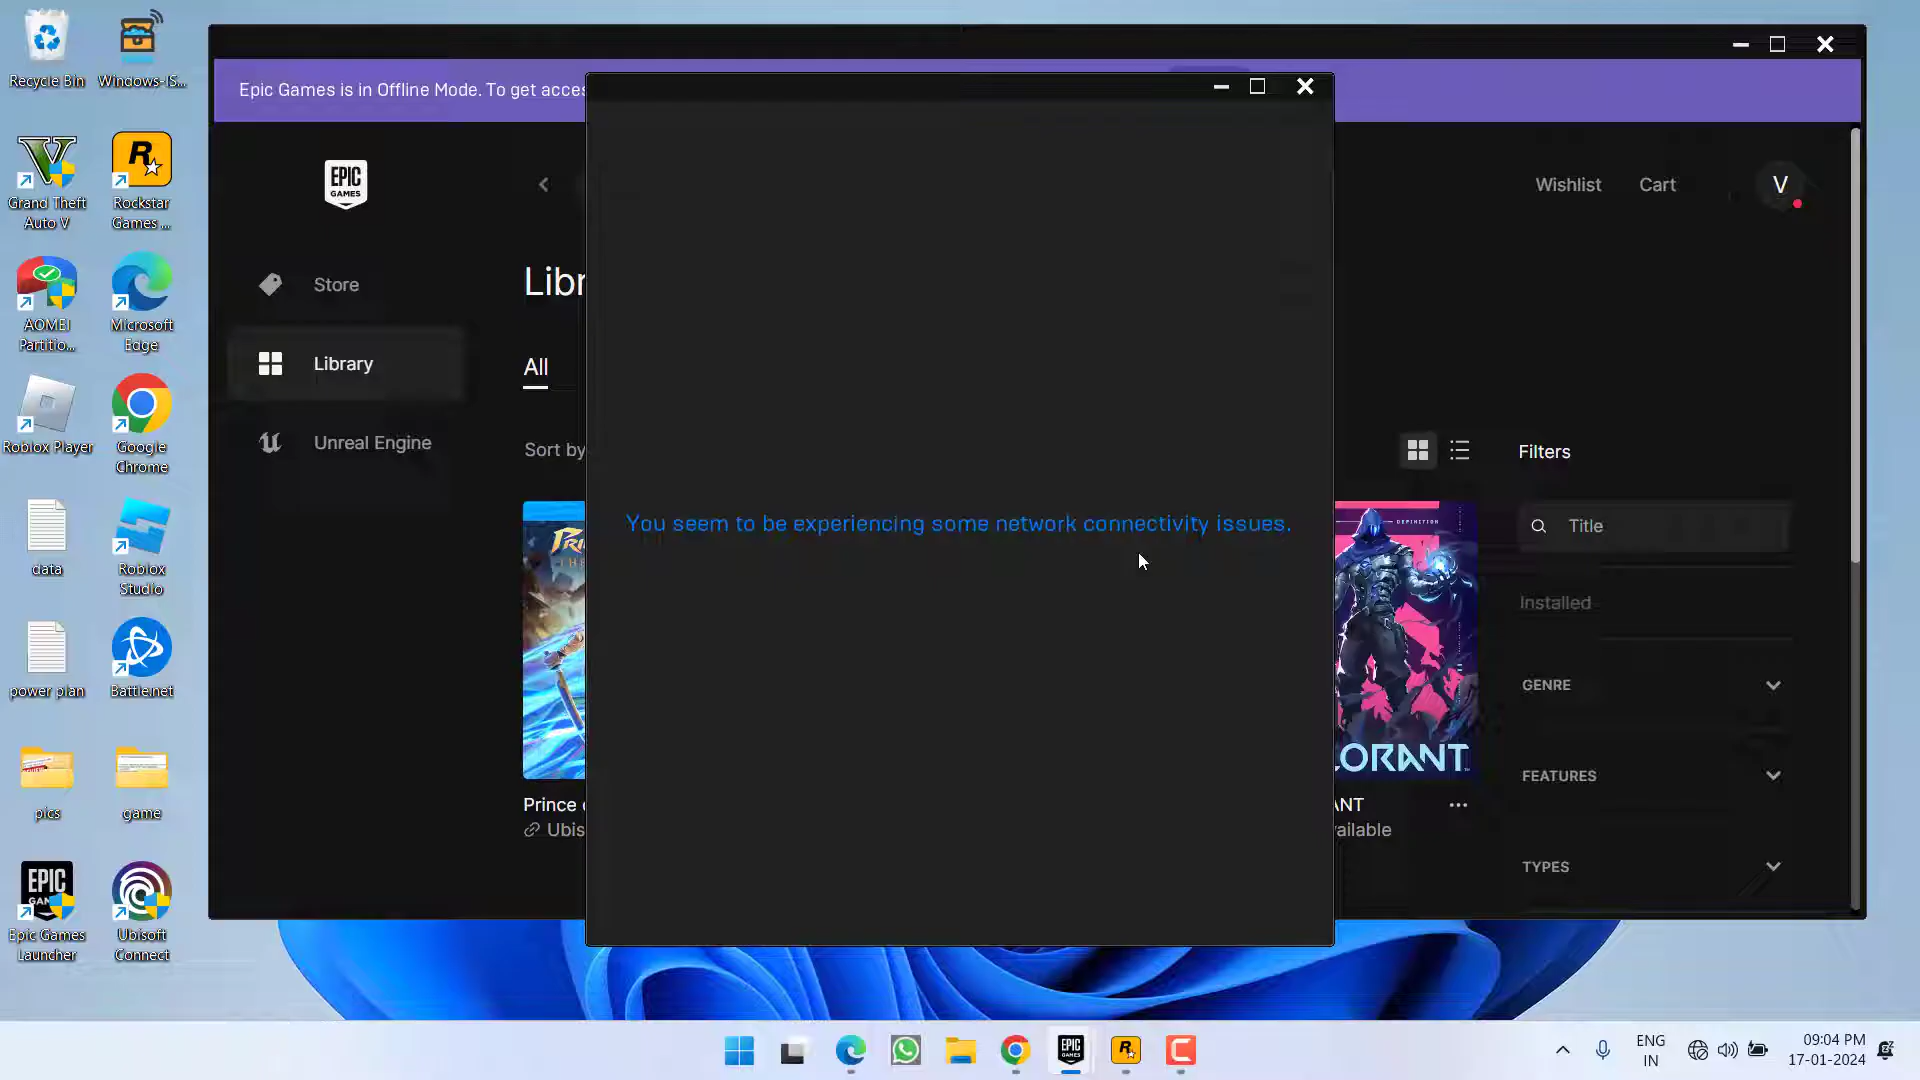 Recycle Bin
Windows-IS...
Grand Theft
Auto V
Rockstar
Games ...
AOMEI
Partitio...
Microsoft
Edge
Roblox Player
Google
Chrome
data
Roblox
Studio
power plan
Battle.net
pics
game
Epic Games
Launcher
Ubisoft
Connect
Epic Games is in Offline Mode. To get acces
EPIC
GAMES
Wishlist
Cart
V
Store
Library
Unreal Engine
Libr
All
Sort by
Filters
Title
Installed
GENRE
FEATURES
TYPES
You seem to be experiencing some network connectivity issues.
DEFINITION
LORANT
Prince
Ubis
ANT
vailable
ENG
IN
09:04 PM
17-01-2024